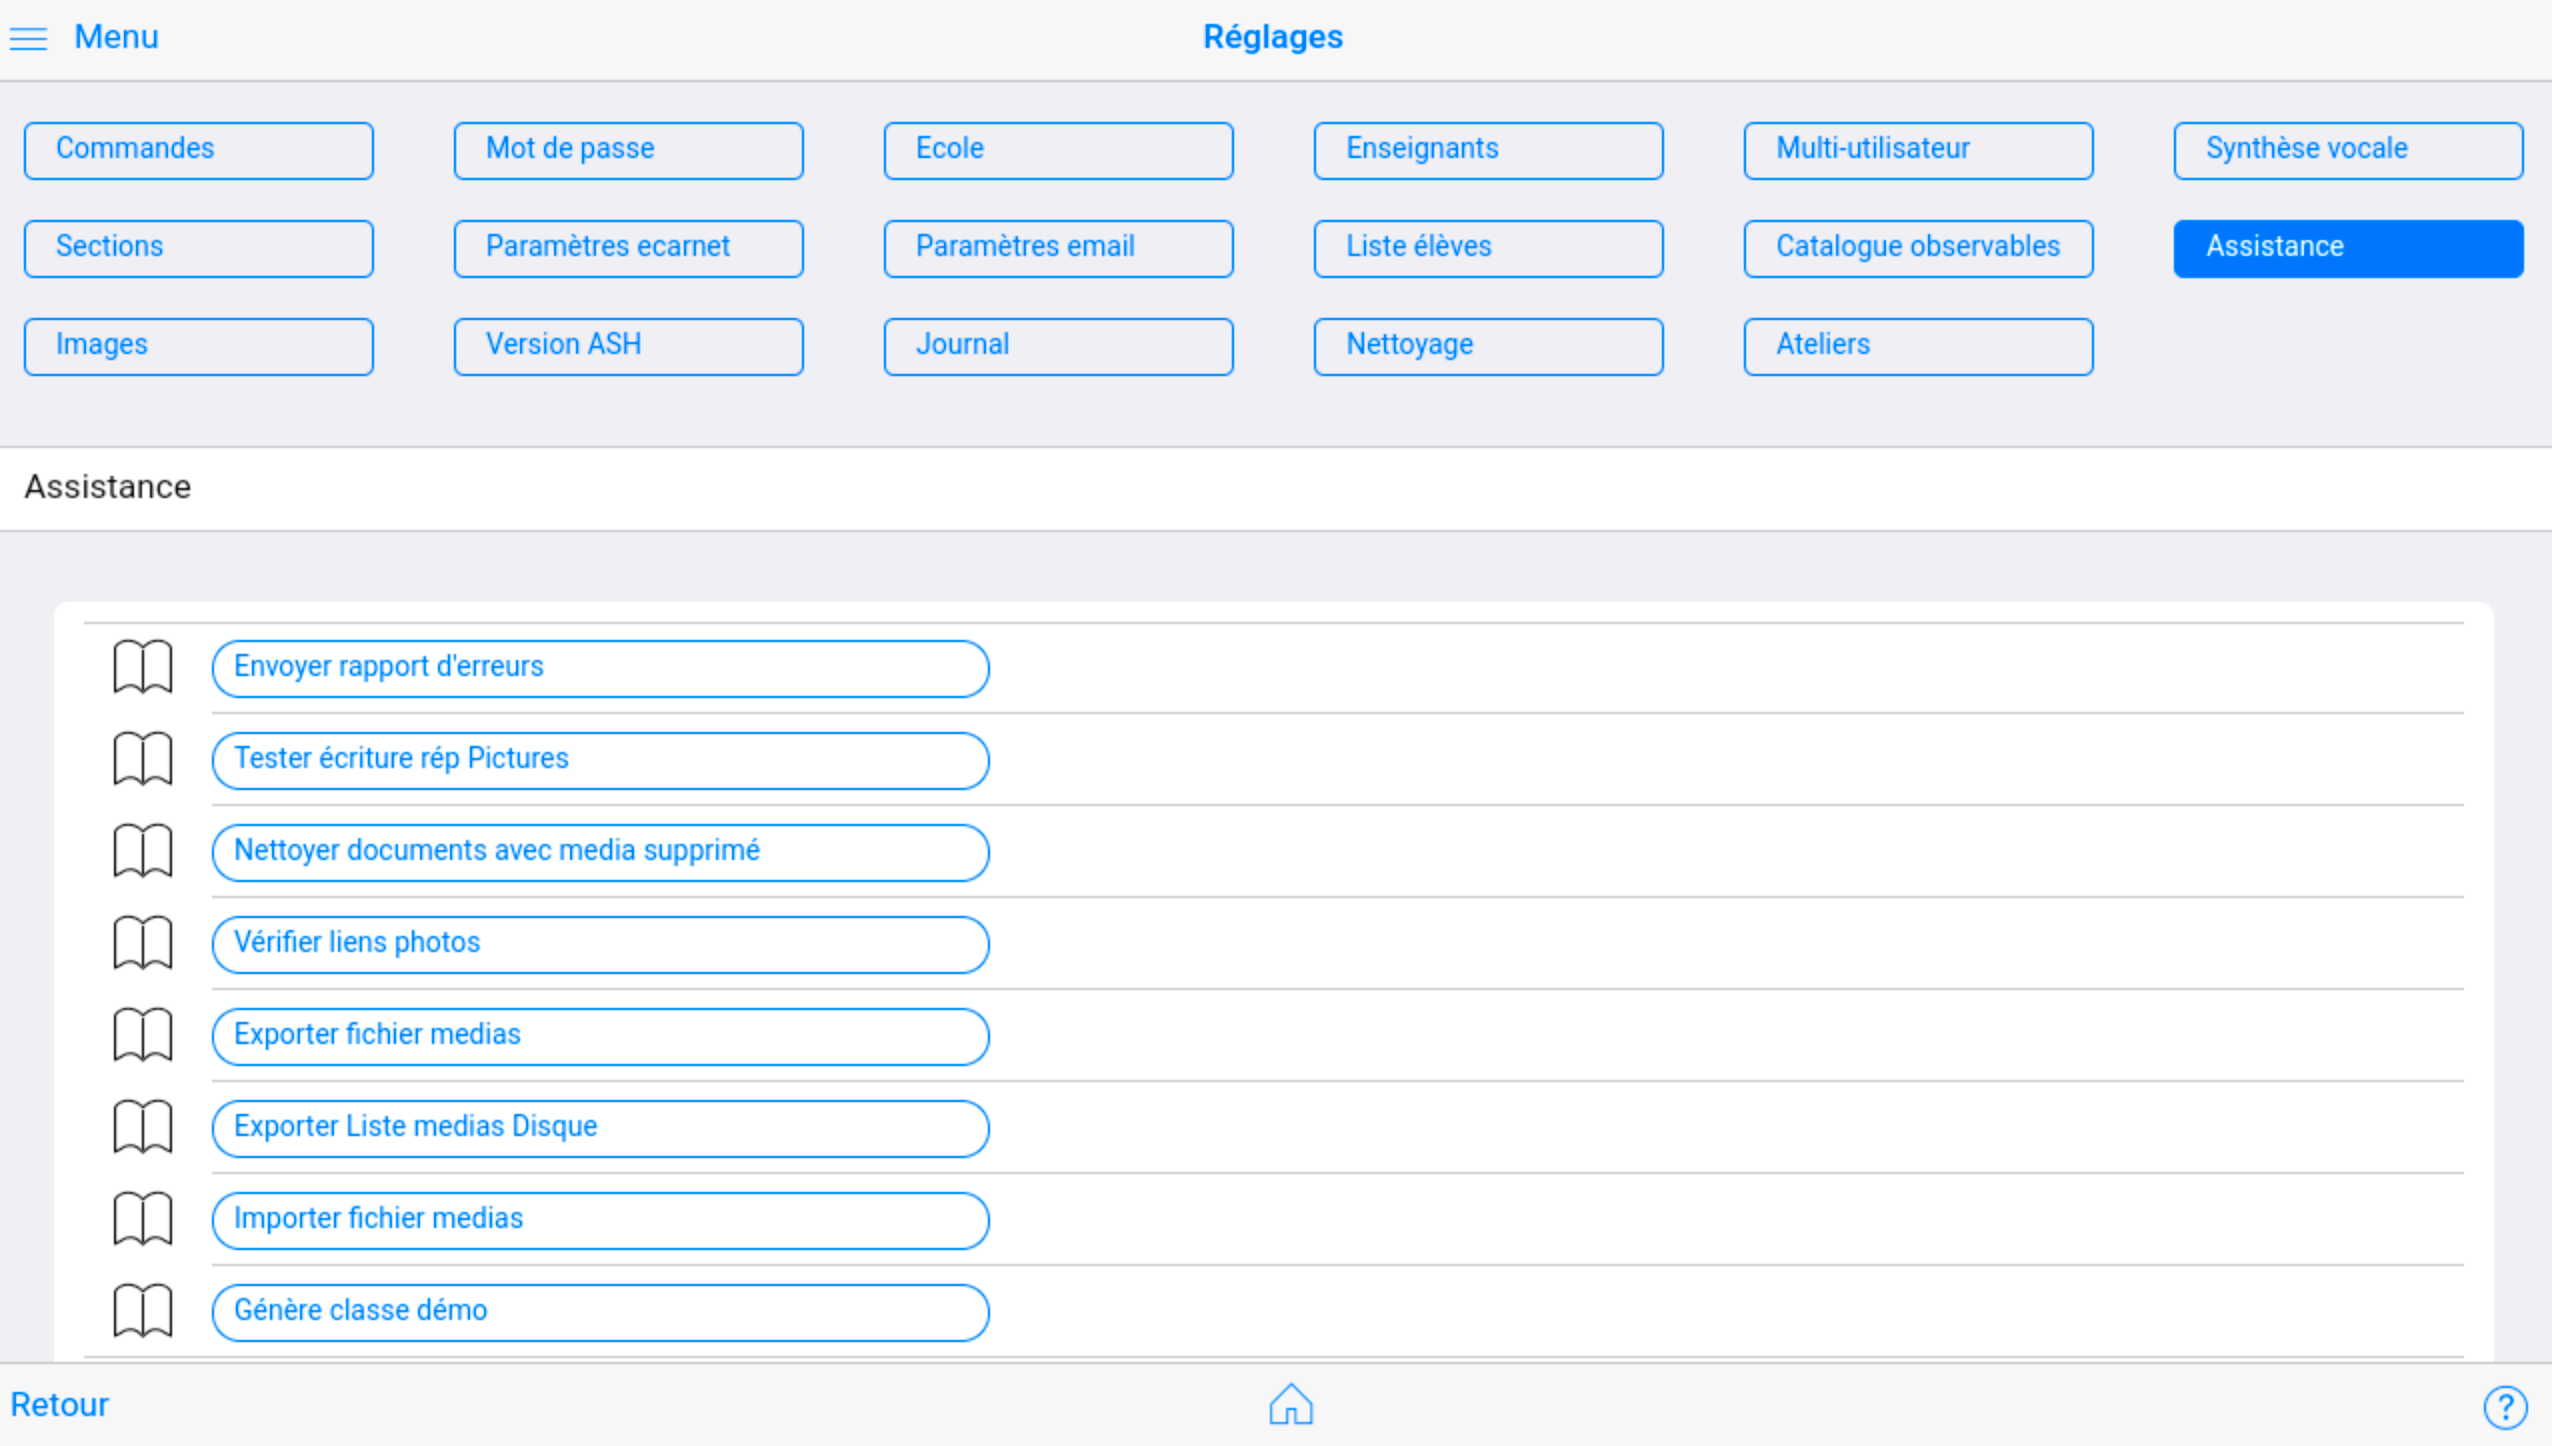 Menu
Réglages
Commandes
Mot de passe
Ecole
Enseignants
Multi-utilisateur
Synthèse vocale
Sections
Paramètres ecarnet
Paramètres email
Liste élèves
Catalogue observables
Assistance
Images
Version ASH
Journal
Nettoyage
Ateliers
Assistance
Envoyer rapport d'erreurs
Tester écriture rép Pictures
Nettoyer documents avec media supprimé
Vérifier liens photos
Exporter fichier medias
Exporter Liste medias Disque
Importer fichier medias
Génère classe démo
Retour
?